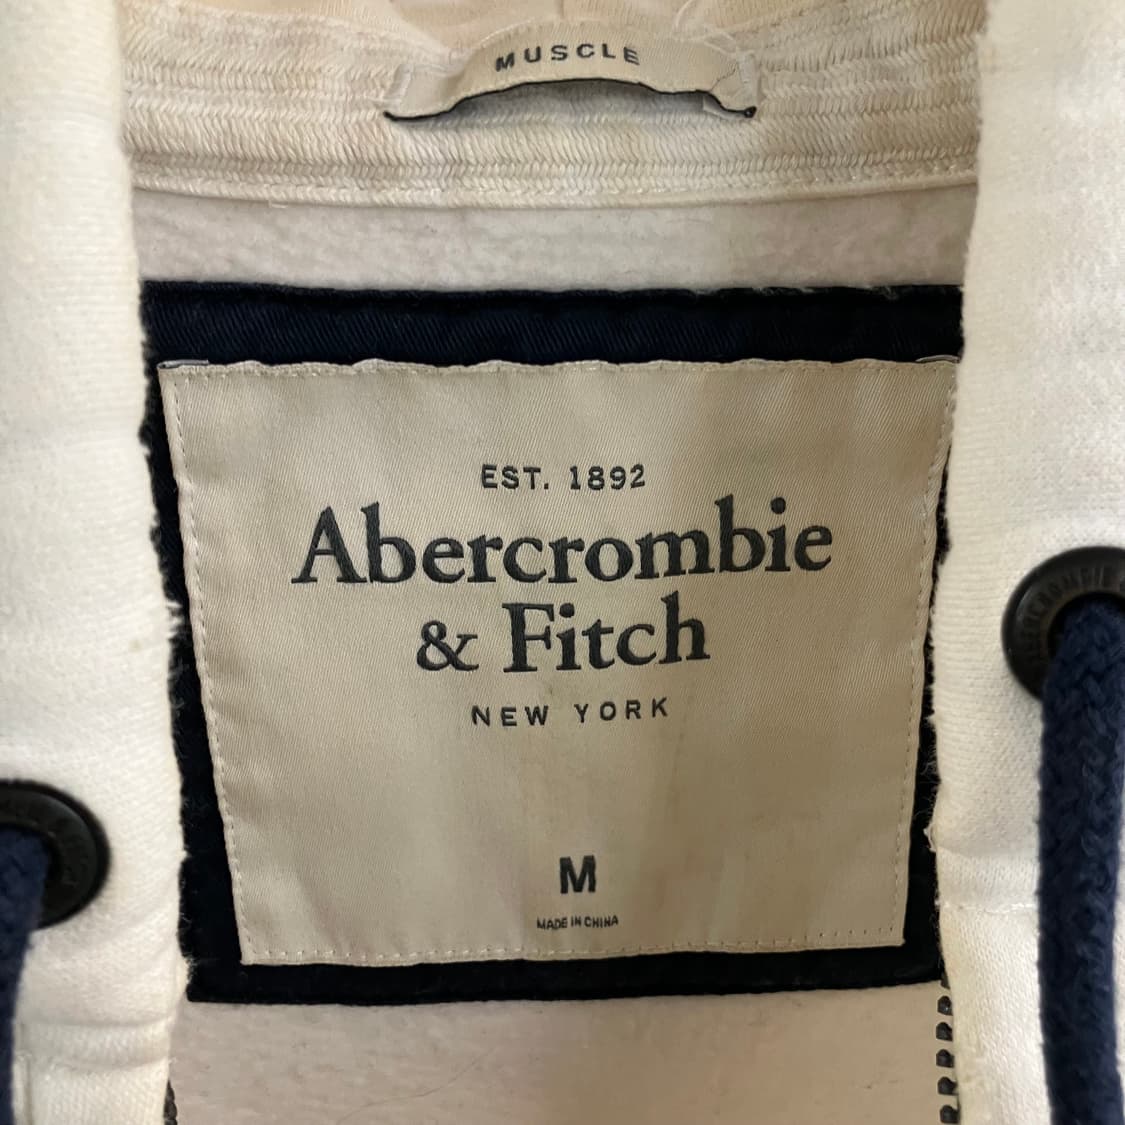 MUSCLE
EST. 1892
Abercrombie
& Fitch
NEW YORK
M
MADE IN CHINA